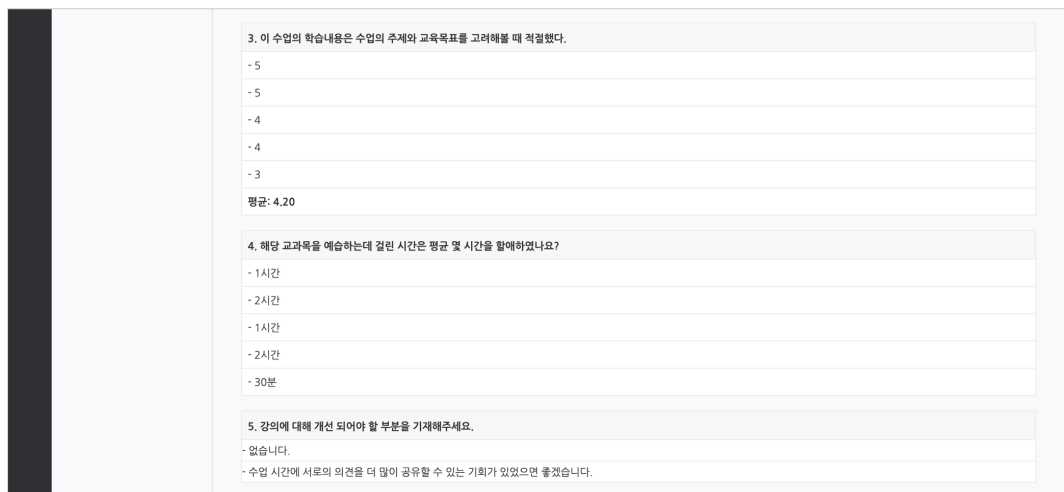 3. 이 수업의 학습내용은 수업의 주제와 교육목표를 고려해볼 때 적절했다.
- 5
- 5
- 4
- 4
- 3
평균: 4.20
4. 해당 교과목을 예습하는데 걸린 시간은 평균 몇 시간을 할애하였나요?
- 1시간
- 2시간
- 1시간
- 2시간
- 30분
5. 강의에 대해 개선 되어야 할 부분을 기재해주세요.
- 없습니다.
- 수업 시간에 서로의 의견을 더 많이 공유할 수 있는 기회가 있었으면 좋겠습니다.